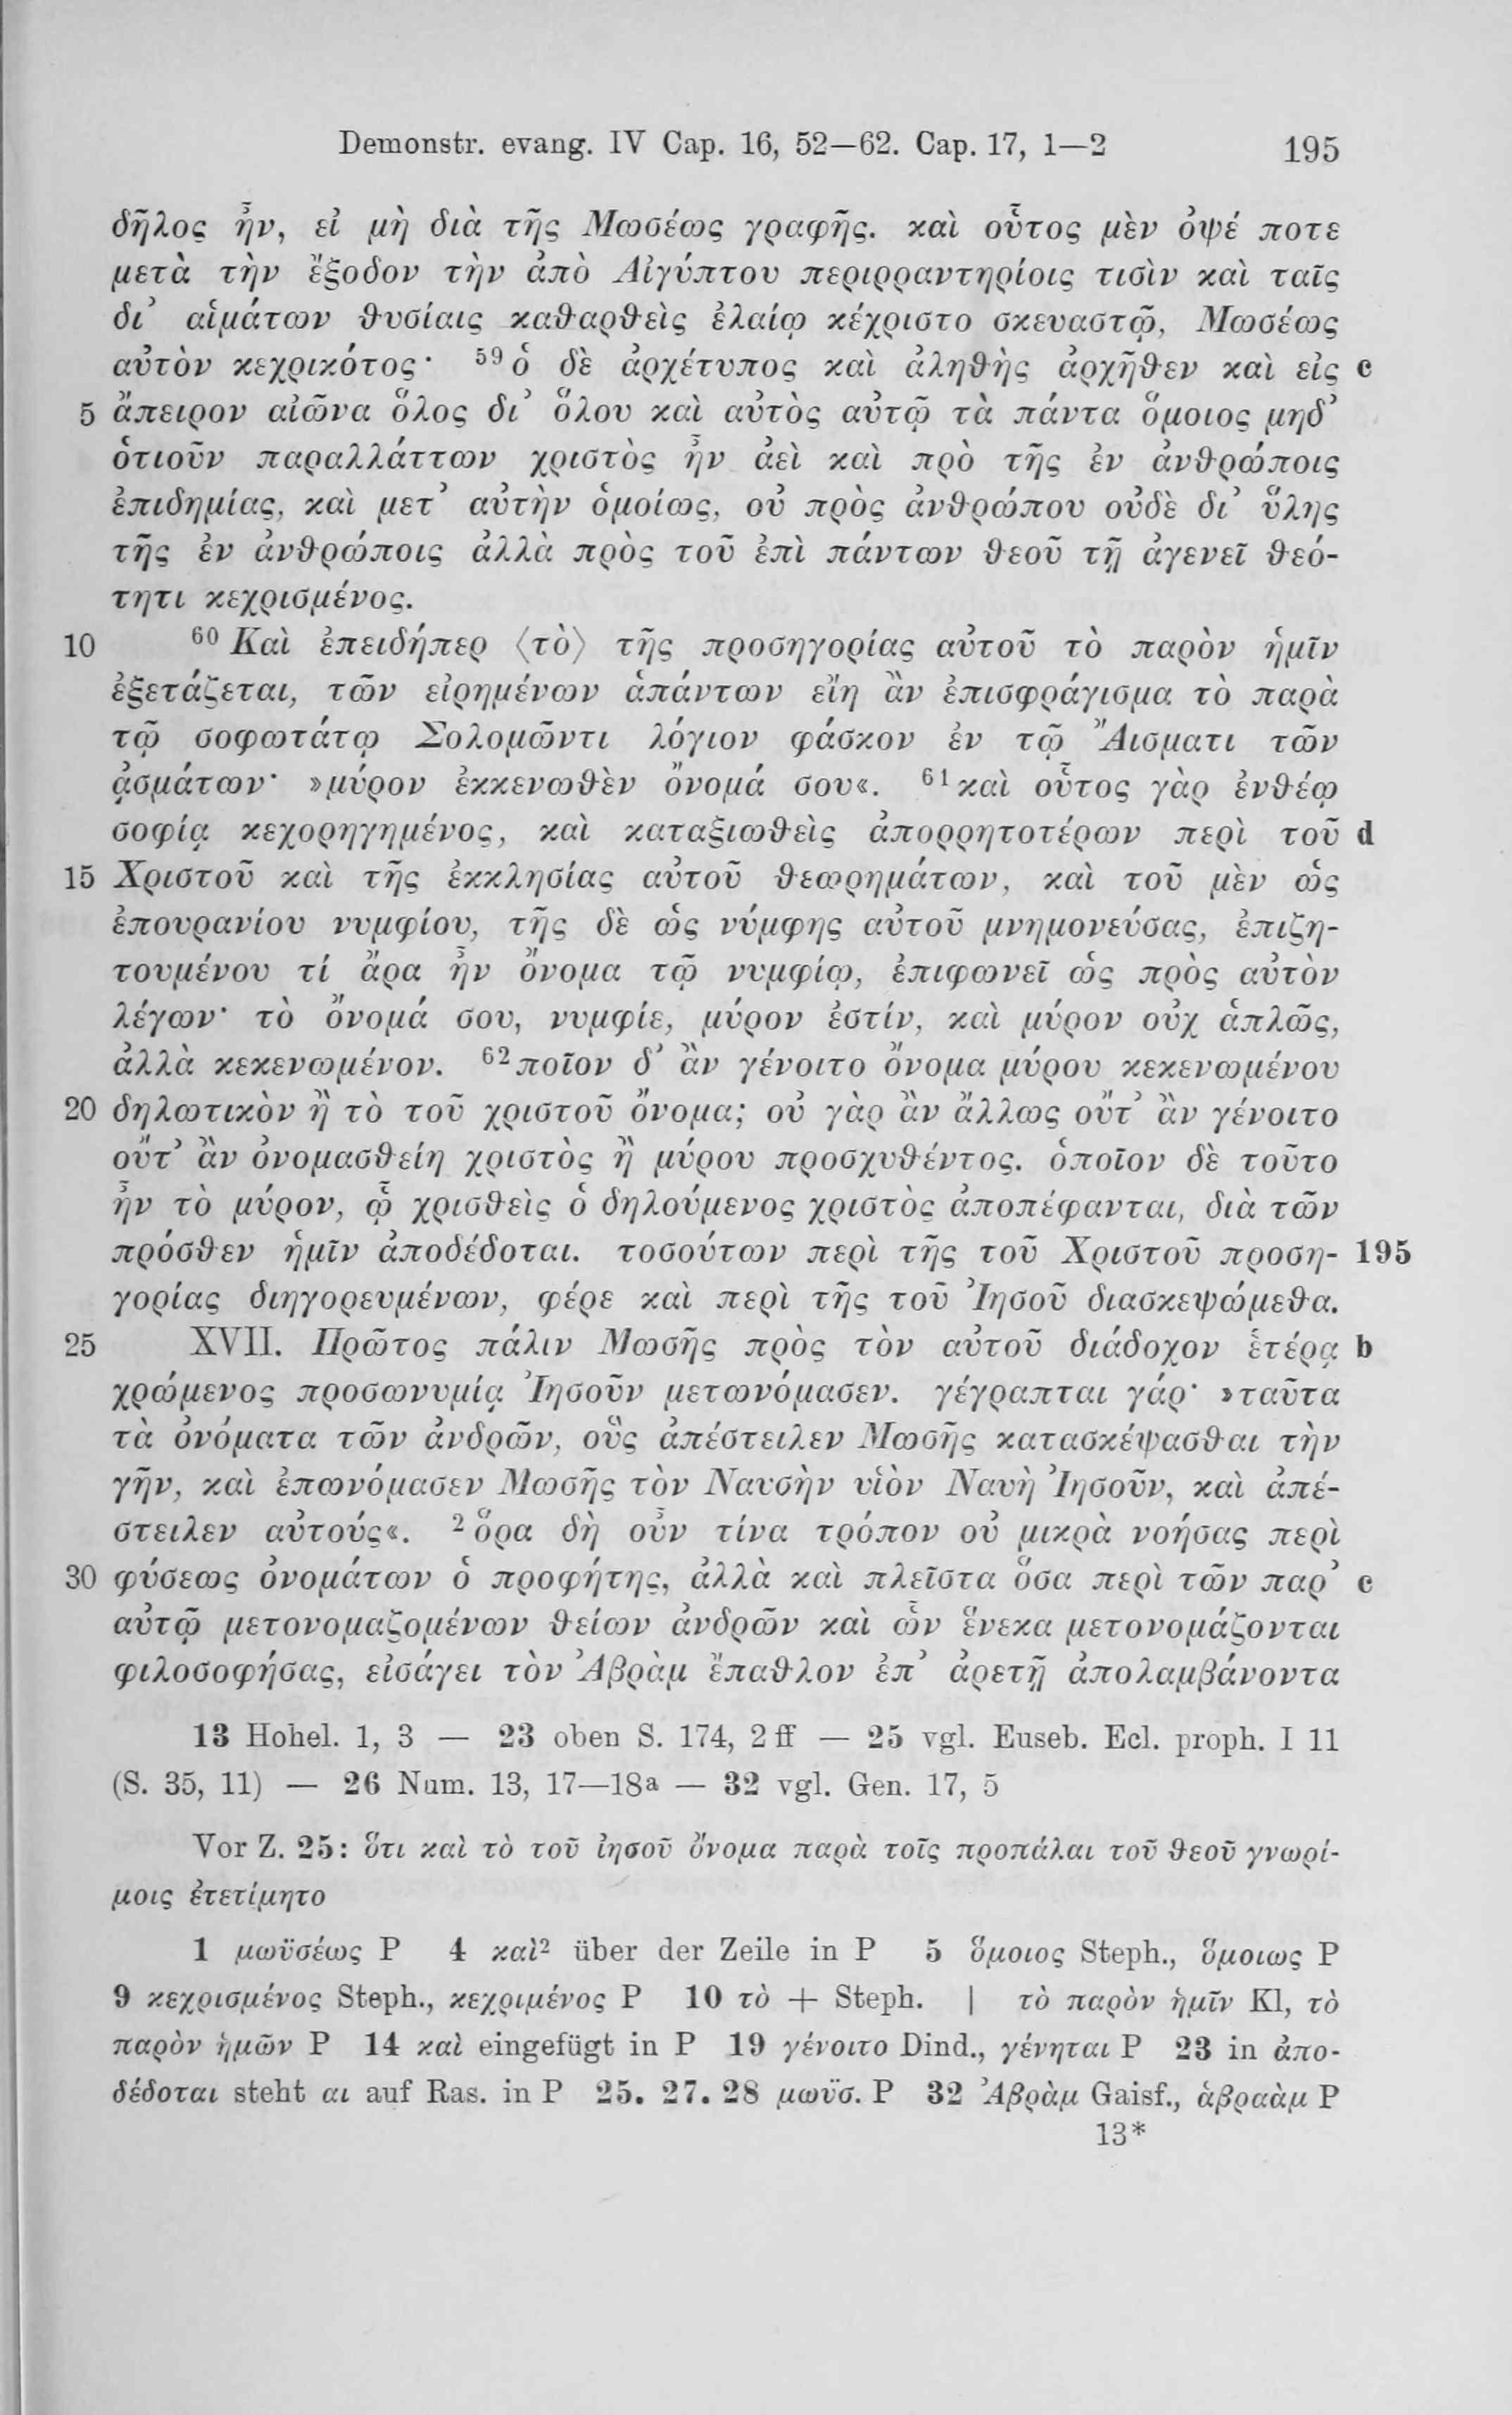 Demonstr. evang. IV Cap. 16, 52—62. Cap. 17, 1—2 195
δῆλος ἦν, εἰ μὴ διὰ τῆς Μωσέως γραφῆς. καὶ οὗτος μὲν ὀψέ ποτε
μετὰ τὴν ἔξοδον τὴν ἀπὸ Αἰγύπτου περιρραντηρίοις τισὶν καὶ ταῖς
δι’ αἱμάτων θυσίαις καθαρθεὶς ἐλαίῳ κέχριστο σκευαστῷ, Μωσέως
αὐτὸν κεχρικότος· ⁵⁹ ὁ δὲ ἀρχέτυπος καὶ ἀληθὴς ἀρχῆθεν καὶ εἰς c
5 ἄπειρον αἰῶνα ὅλος δι’ ὅλου καὶ αὐτὸς αὐτῷ τὰ πάντα ὅμοιος μηδ’
ὁτιοῦν παραλλάττων χριστὸς ἦν ἀεὶ καὶ πρὸ τῆς ἐν ἀνθρώποις
ἐπιδημίας, καὶ μετ’ αὐτὴν ὁμοίως, οὐ πρὸς ἀνθρώπου οὐδὲ δι’ ὕλης
τῆς ἐν ἀνθρώποις ἀλλὰ πρὸς τοῦ ἐπὶ πάντων θεοῦ τῇ ἀγενεῖ θεό-
τητι κεχρισμένος.
10 ⁶⁰ Καὶ ἐπειδήπερ ⟨τὸ⟩ τῆς προσηγορίας αὐτοῦ τὸ παρὸν ἡμῖν
ἐξετάζεται, τῶν εἰρημένων ἁπάντων εἴη ἂν ἐπισφράγισμα τὸ παρὰ
τῷ σοφωτάτῳ Σολομῶντι λόγιον φάσκον ἐν τῷ Ἄισματι τῶν
ᾀσμάτων· »μύρον ἐκκενωθὲν ὄνομά σου«. ⁶¹ καὶ οὗτος γὰρ ἐνθέῳ
σοφίᾳ κεχορηγημένος, καὶ καταξιωθεὶς ἀπορρητοτέρων περὶ τοῦ d
15 Χριστοῦ καὶ τῆς ἐκκλησίας αὐτοῦ θεωρημάτων, καὶ τοῦ μὲν ὡς
ἐπουρανίου νυμφίου, τῆς δὲ ὡς νύμφης αὐτοῦ μνημονεύσας, ἐπιζη-
τουμένου τί ἄρα ἦν ὄνομα τῷ νυμφίῳ, ἐπιφωνεῖ ὡς πρὸς αὐτὸν
λέγων· τὸ ὄνομά σου, νυμφίε, μύρον ἐστίν, καὶ μύρον οὐχ ἁπλῶς,
ἀλλὰ κεκενωμένον. ⁶² ποῖον δ’ ἂν γένοιτο ὄνομα μύρου κεκενωμένου
20 δηλωτικὸν ἢ τὸ τοῦ χριστοῦ ὄνομα; οὐ γὰρ ἂν ἄλλως οὔτ’ ἂν γένοιτο
οὔτ’ ἂν ὀνομασθείη χριστὸς ἢ μύρου προσχυθέντος. ὁποῖον δὲ τοῦτο
ἦν τὸ μύρον, ᾧ χρισθεὶς ὁ δηλούμενος χριστὸς ἀποπέφανται, διὰ τῶν
πρόσθεν ἡμῖν ἀποδέδοται. τοσούτων περὶ τῆς τοῦ Χριστοῦ προση- 195
γορίας διηγορευμένων, φέρε καὶ περὶ τῆς τοῦ Ἰησοῦ διασκεψώμεθα.
25 XVII. Πρῶτος πάλιν Μωσῆς πρὸς τὸν αὐτοῦ διάδοχον ἑτέρᾳ b
χρώμενος προσωνυμίᾳ Ἰησοῦν μετωνόμασεν. γέγραπται γάρ· »ταῦτα
τὰ ὀνόματα τῶν ἀνδρῶν, οὓς ἀπέστειλεν Μωσῆς κατασκέψασθαι τὴν
γῆν, καὶ ἐπωνόμασεν Μωσῆς τὸν Ναυσὴν υἱὸν Ναυὴ Ἰησοῦν, καὶ ἀπέ-
στειλεν αὐτούς«. ² ὅρα δὴ οὖν τίνα τρόπον οὐ μικρὰ νοήσας περὶ
30 φύσεως ὀνομάτων ὁ προφήτης, ἀλλὰ καὶ πλεῖστα ὅσα περὶ τῶν παρ’ c
αὐτῷ μετονομαζομένων θείων ἀνδρῶν καὶ ὧν ἕνεκα μετονομάζονται
φιλοσοφήσας, εἰσάγει τὸν Ἀβρὰμ ἔπαθλον ἐπ’ ἀρετῇ ἀπολαμβάνοντα
13 Hohel. 1, 3 — 23 oben S. 174, 2 ff — 25 vgl. Euseb. Ecl. proph. I 11
(S. 35, 11) — 26 Num. 13, 17—18a — 32 vgl. Gen. 17, 5
Vor Z. 25: ὅτι καὶ τὸ τοῦ ἰησοῦ ὄνομα παρὰ τοῖς προπάλαι τοῦ θεοῦ γνωρί-
μοις ἐτετίμητο
1 μωϋσέως P 4 καὶ² über der Zeile in P 5 ὅμοιος Steph., ὅμοιως P
9 κεχρισμένος Steph., κεχριμένος P 10 τὸ + Steph. | τὸ παρὸν ἡμῖν Kl, τὸ
παρὸν ἡμῶν P 14 καὶ eingefügt in P 19 γένοιτο Dind., γένηται P 23 in ἀπο-
δέδοται steht αι auf Ras. in P 25. 27. 28 μωϋσ. P 32 Ἀβρὰμ Gaisf., ἁβραὰμ P
13*